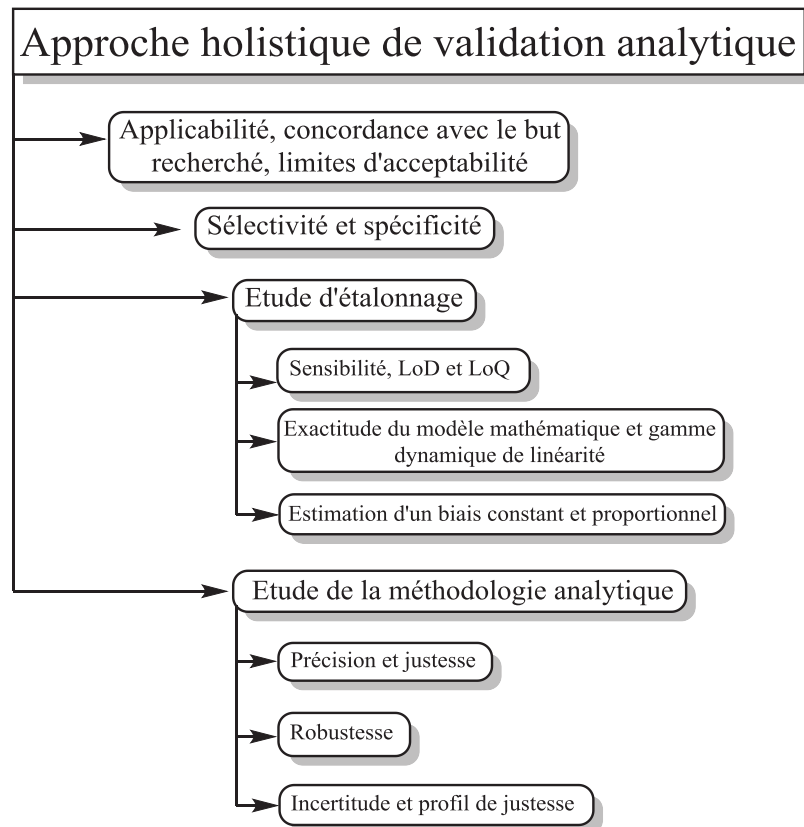 Approche holistique de validation analytique
Applicabilité, concordance avec le but
recherché, limites d'acceptabilité
Sélectivité et spécificité
Etude d'étalonnage
Sensibilité, LoD et LoQ
Exactitude du modèle mathématique et gamme
dynamique de linéarité
Estimation d'un biais constant et proportionnel
Etude de la méthodologie analytique
Précision et justesse
Robustesse
Incertitude et profil de justesse